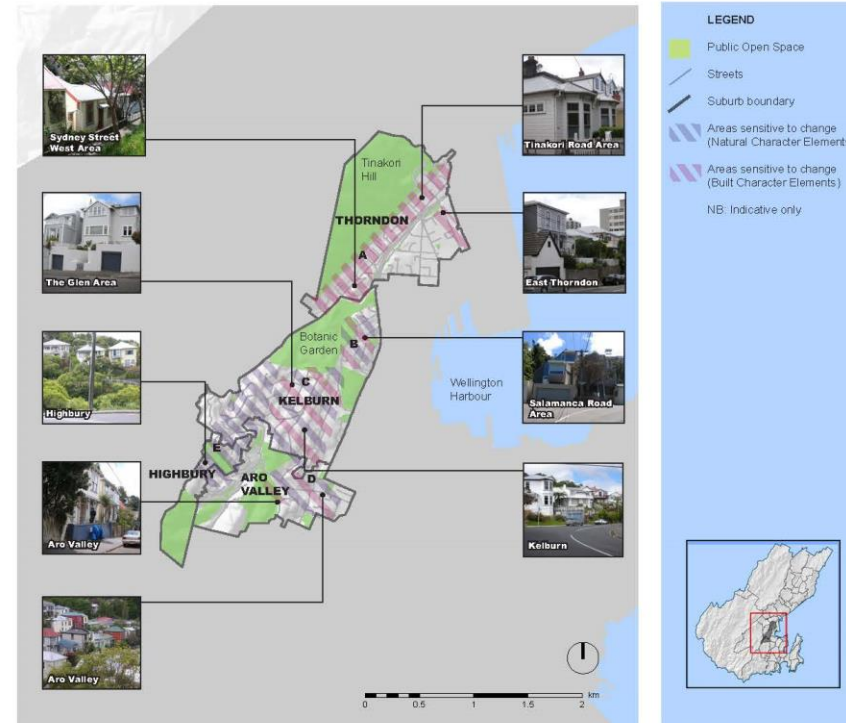 Sydney Street
West Area
The Glen Area
Highbury
Aro Valley
Aro Valley
Tinakori
Hill
THORNDON
A
Botanic
Garden
B
C
KELBURN
E
HIGHBURY
ARO
VALLEY
D
Wellington
Harbour
Tinakori Road Area
East Thorndon
Salamanca Road
Area
Kelburn
0
0.5
1
1.5
2
km
LEGEND
Public Open Space
Streets
Suburb boundary
Areas sensitive to change
(Natural Character Element
Areas sensitive to change
(Built Character Elements)
NB: Indicative only